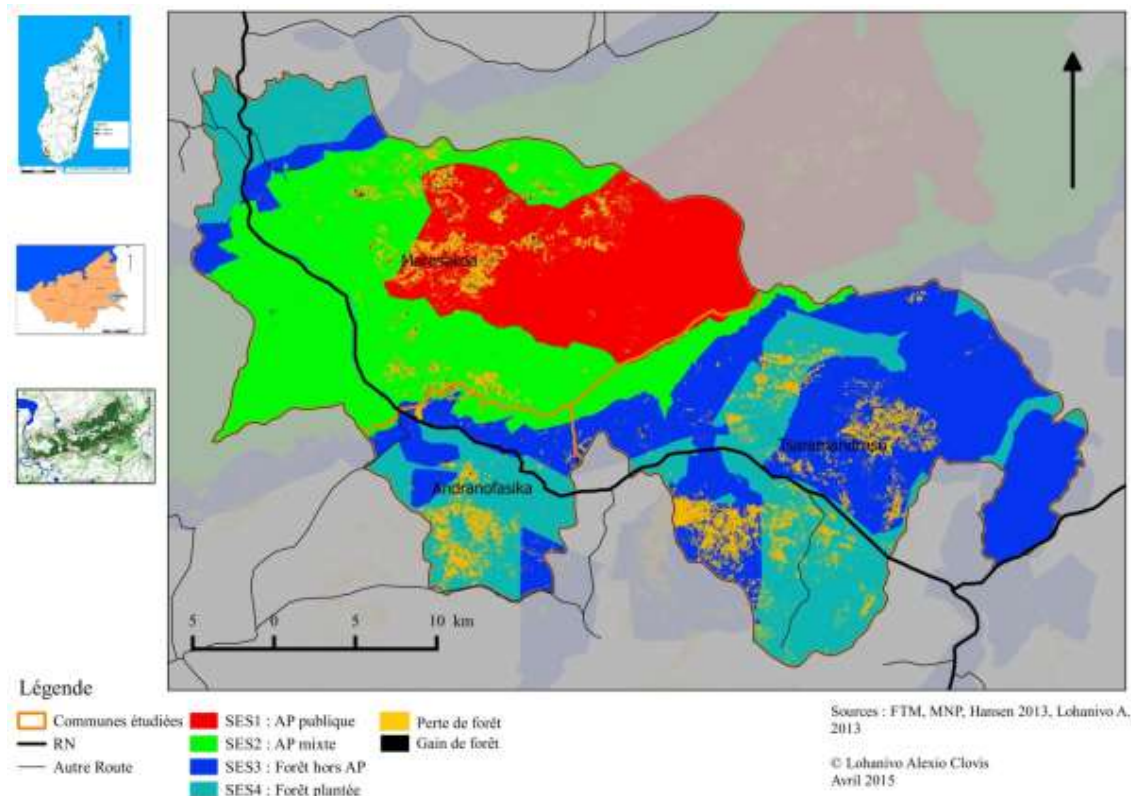 Andranofasika
5 0 5 10 km
Légende
Communes étudiées
RN
Autre Route
SES1 : AP publique
SES2 : AP mixte
SES3 : Forêt hors AP
SES4 : Forêt plantée
Perte de forêt
Gain de forêt
Sources : FTM, MNP, Hansen 2013, Lohanivo A.
2013
© Lohanivo Alexio Clovis
Avril 2015